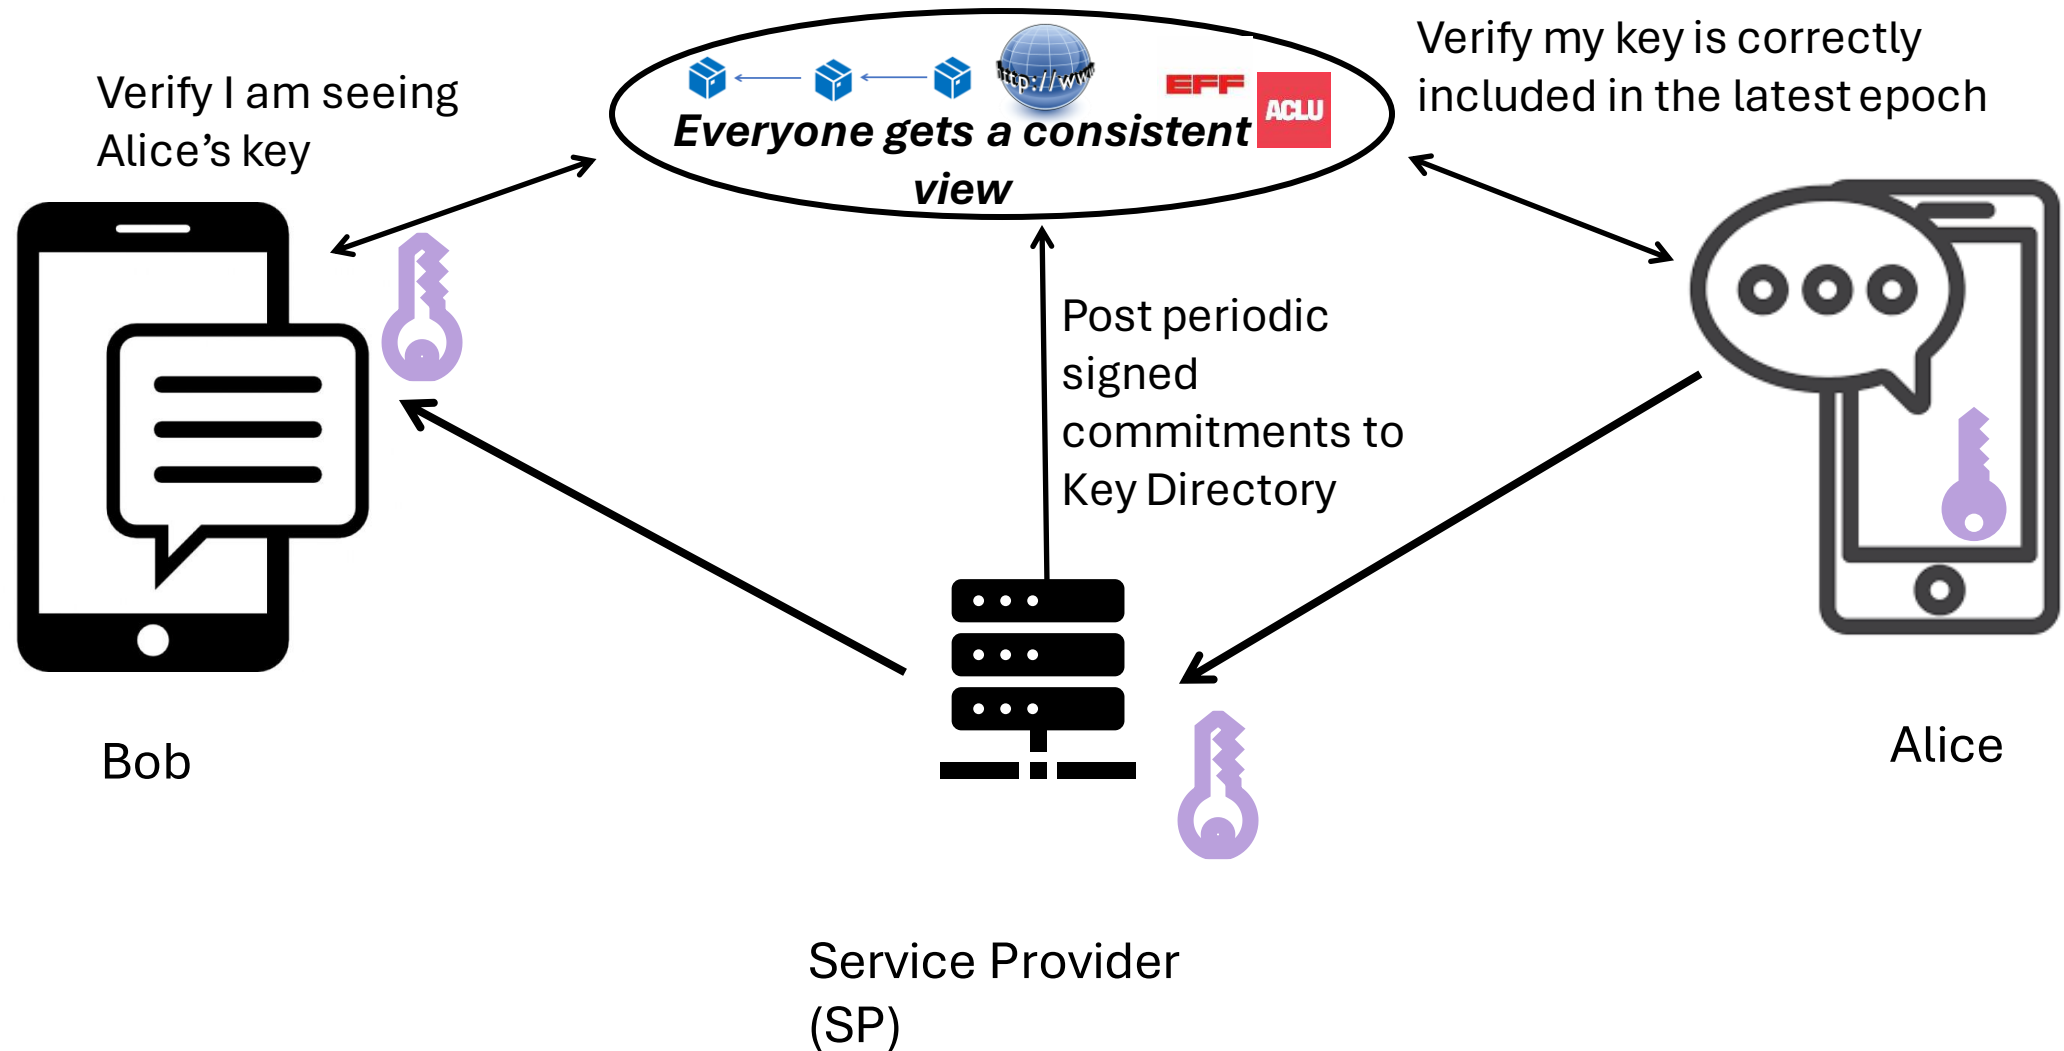 Verify I am seeing
Alice's key
http://www
EFF
ACLU
Everyone gets a consistent
view
Verify my key is correctly
included in the latest epoch
Post periodic
signed
commitments to
Key Directory
Bob
Alice
Service Provider
(SP)